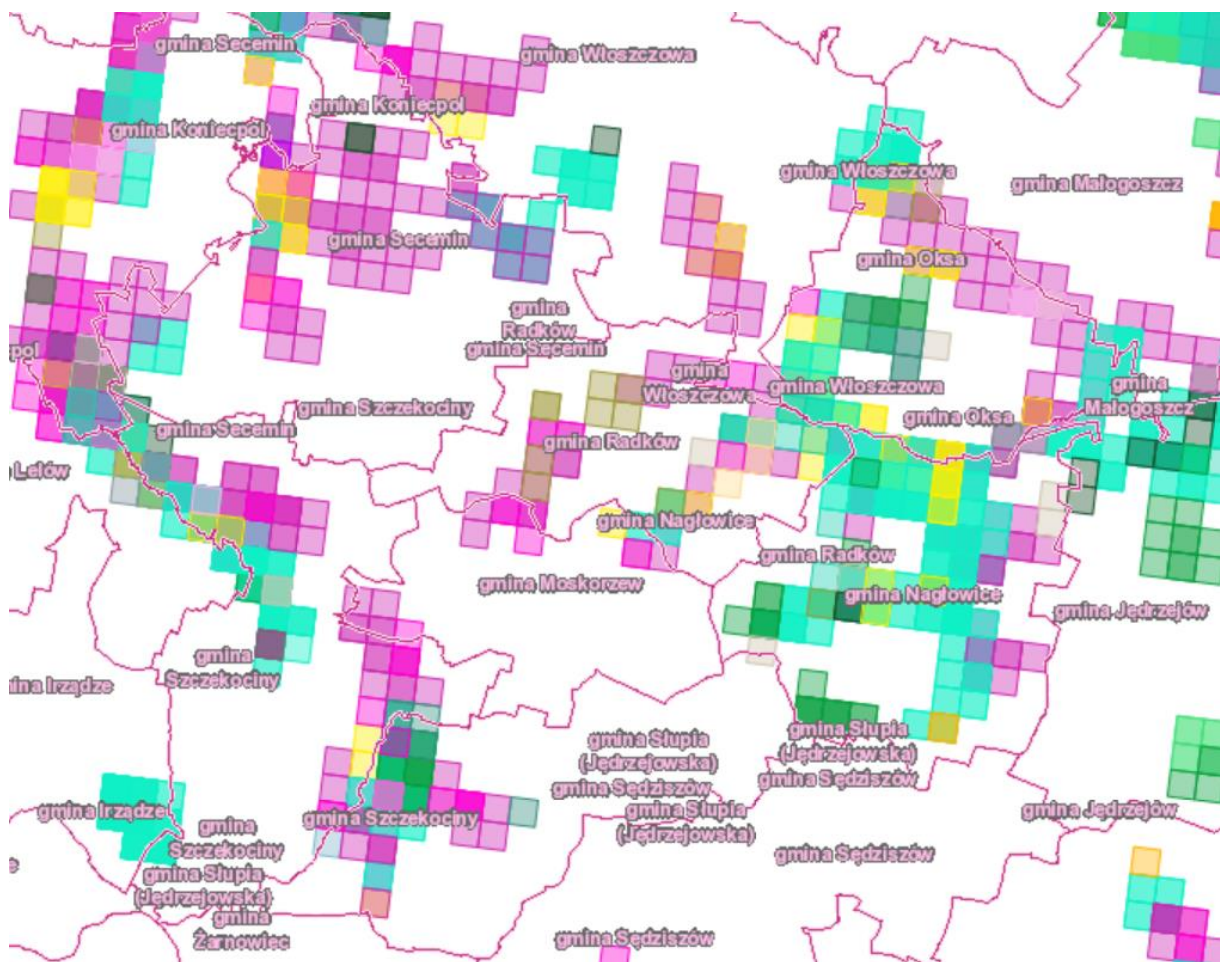 gmina Secemin
gmina Włoszczowa
gmina Koniecpol
gmina Koniecpol
gmina Włoszczowa
gmina Małogoszcz
gmina Secemin
gmina Oksa
gmina
Radków
gmina Secemin
pol
gmina
Włoszczowa
gmina Włoszczowa
gmina
Małogoszcz
gmina Szczekociny
gmina Oksa
gmina Secemin
gmina Radków
Lelów
gmina Nagłowice
gmina Radków
gmina Moskorzew
gmina Nagłowice
gmina Jędrzejów
gmina
Szczekociny
ina Irządze
gmina Słupia
(Jędrzejowska)
gmina Słupia
(Jędrzejowska)
gmina Sędziszów
gmina Sędziszów
gmina Irządze
gmina Szczekociny
gmina Słupia
(Jędrzejowska)
gmina Jędrzejów
gmina
Szczekociny
gmina Sędziszów
gmina Słupia
(Jędrzejowska)
gmina
Żarnowiec
gmina Sędziszów